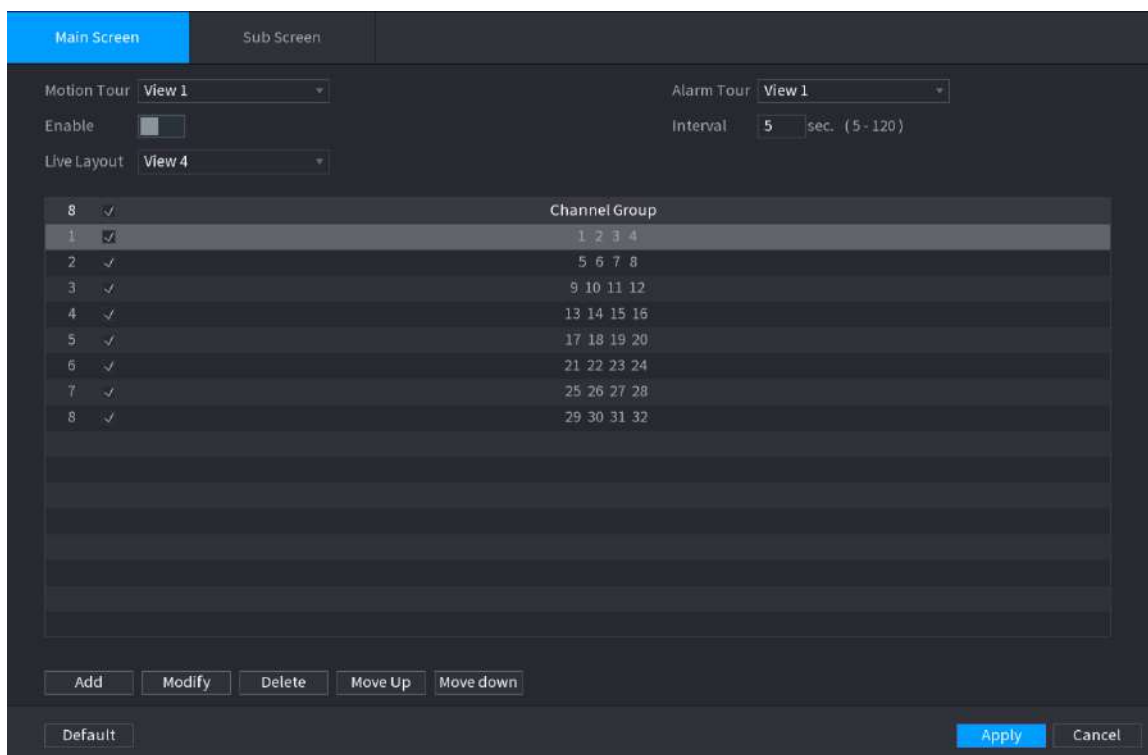 Main Screen Sub Screen
Motion Tour View 1 Alarm Tour View 1
Enable Interval 5 sec. (5-120)
Live Layout View 4
8 Channel Group
1 1 2 3 4
2 5 6 7 8
3 9 10 11 12
4 13 14 15 16
5 17 18 19 20
6 21 22 23 24
7 25 26 27 28
8 29 30 31 32
Add Modify Delete Move Up Move down
Default Apply Cancel